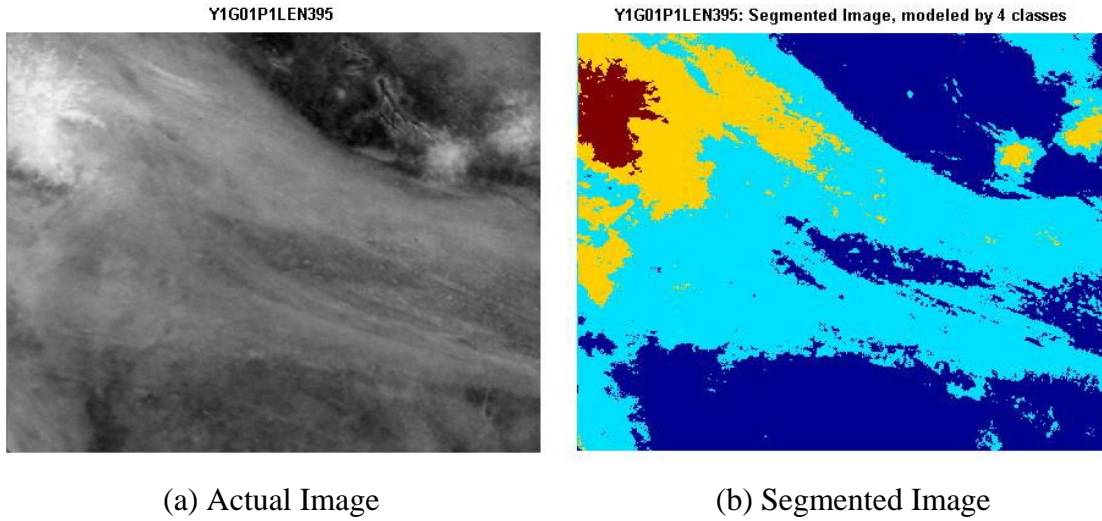 Y1G01P1LEN395
Y1G01P1LEN395: Segmented Image, modeled by 4 classes
(a) Actual Image
(b) Segmented Image